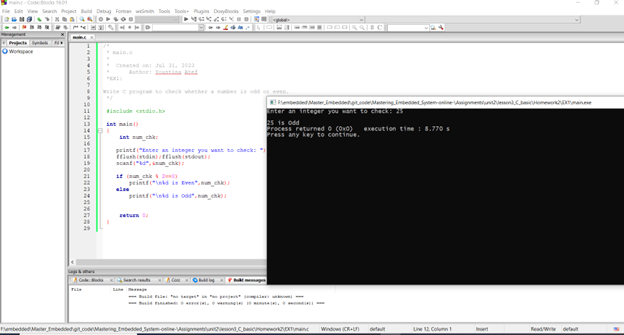 main.c - Code::Blocks 16.01
File Edit View Search Project Build Debug Fortran wxSmith Tools Tools+ Plugins DoxyBlocks Settings Help
<global>
Management
Projects Symbols
Workspace
main.c
1 /*
2 * main.c
3 *
4 * Created on: Jul 31, 2023
5 * Author:
6 *EX1:
7
8
9 Write C program to check whether a number is odd or even.
10 */
11 #include <stdio.h>
12
13 int main()
14 {
15 int num_chk;
16
17 printf("Enter an integer you want to check: ")
18 fflush(stdin);fflush(stdout);
19 scanf("%d",&num_chk);
20
21 if (num_chk % 2==0)
22 printf("\n%d is Even",num_chk);
23 else
24 printf("\n%d is Odd",num_chk);
25
26
27 return 0;
28 }
29
F:\embedded\Master_Embedded\git_code\Mastering_Embedded_System-online-\Assignments\unit2\lesson3_C_basic\Homework2\EX1\main.exe
Enter an integer you want to check: 25
25 is Odd
Process returned 0 (0x0) execution time : 8.770 s
Press any key to continue.
Logs & others
Code::Blocks Search results Cccc Build log Build messages
File Line Message
=== Build file: "no target" in "no project" (compiler: unknown) ===
=== Build finished: 0 error(s), 0 warning(s) (0 minute(s), 0 second(s)) ===
F:\embedded\Master_Embedded\git_code\Mastering_Embedded_System-online-\Assignments\unit2\lesson3_C_basic\Homework2\EX1\main.c Windows (CR+LF) default Line 12, Column 1 Insert Read/Write default